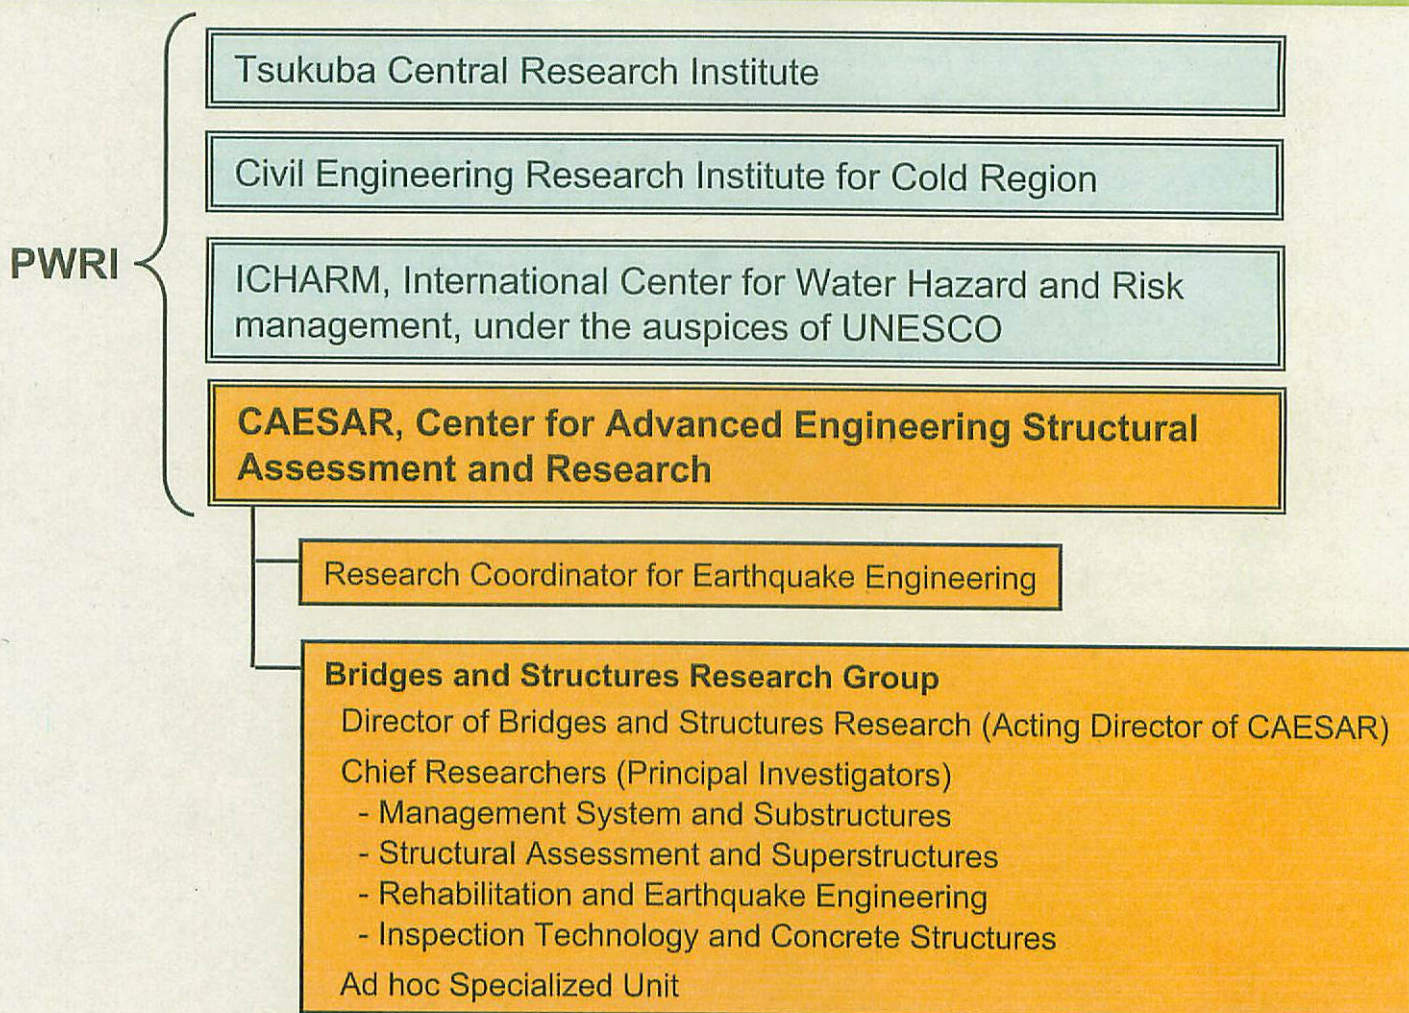 Tsukuba Central Research Institute
Civil Engineering Research Institute for Cold Region
PWRI
ICHARM, International Center for Water Hazard and Risk
management, under the auspices of UNESCO
CAESAR, Center for Advanced Engineering Structural
Assessment and Research
Research Coordinator for Earthquake Engineering
Bridges and Structures Research Group
Director of Bridges and Structures Research (Acting Director of CAESAR)
Chief Researchers (Principal Investigators)
- Management System and Substructures
- Structural Assessment and Superstructures
- Rehabilitation and Earthquake Engineering
- Inspection Technology and Concrete Structures
Ad hoc Specialized Unit